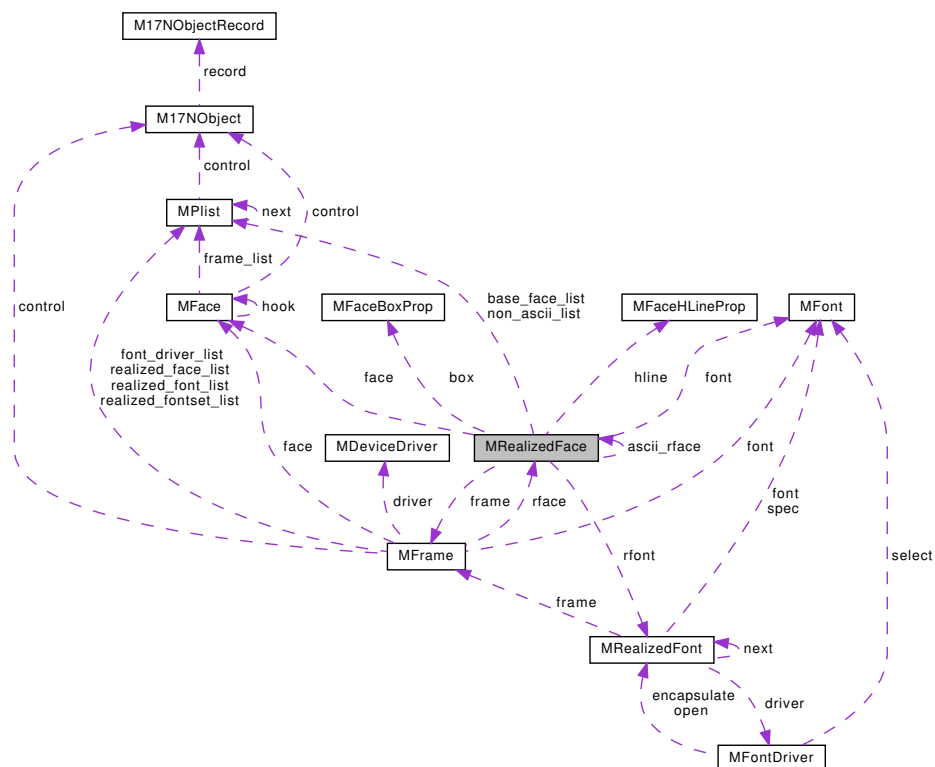 M17NObjectRecord
record
M17NObject
control
MPlist
next
control
frame_list
control
base_face_list
non_ascii_list
MFace
hook
MFaceBoxProp
MFaceHLineProp
MFont
font_driver_list
realized_face_list
realized_font_list
realized_fontset_list
face
box
hline
font
face
MDeviceDriver
MRealizedFace
ascii_rface
font
driver
frame
rface
font
spec
MFrame
rfont
select
frame
MRealizedFont
next
encapsulate
open
driver
MFontDriver